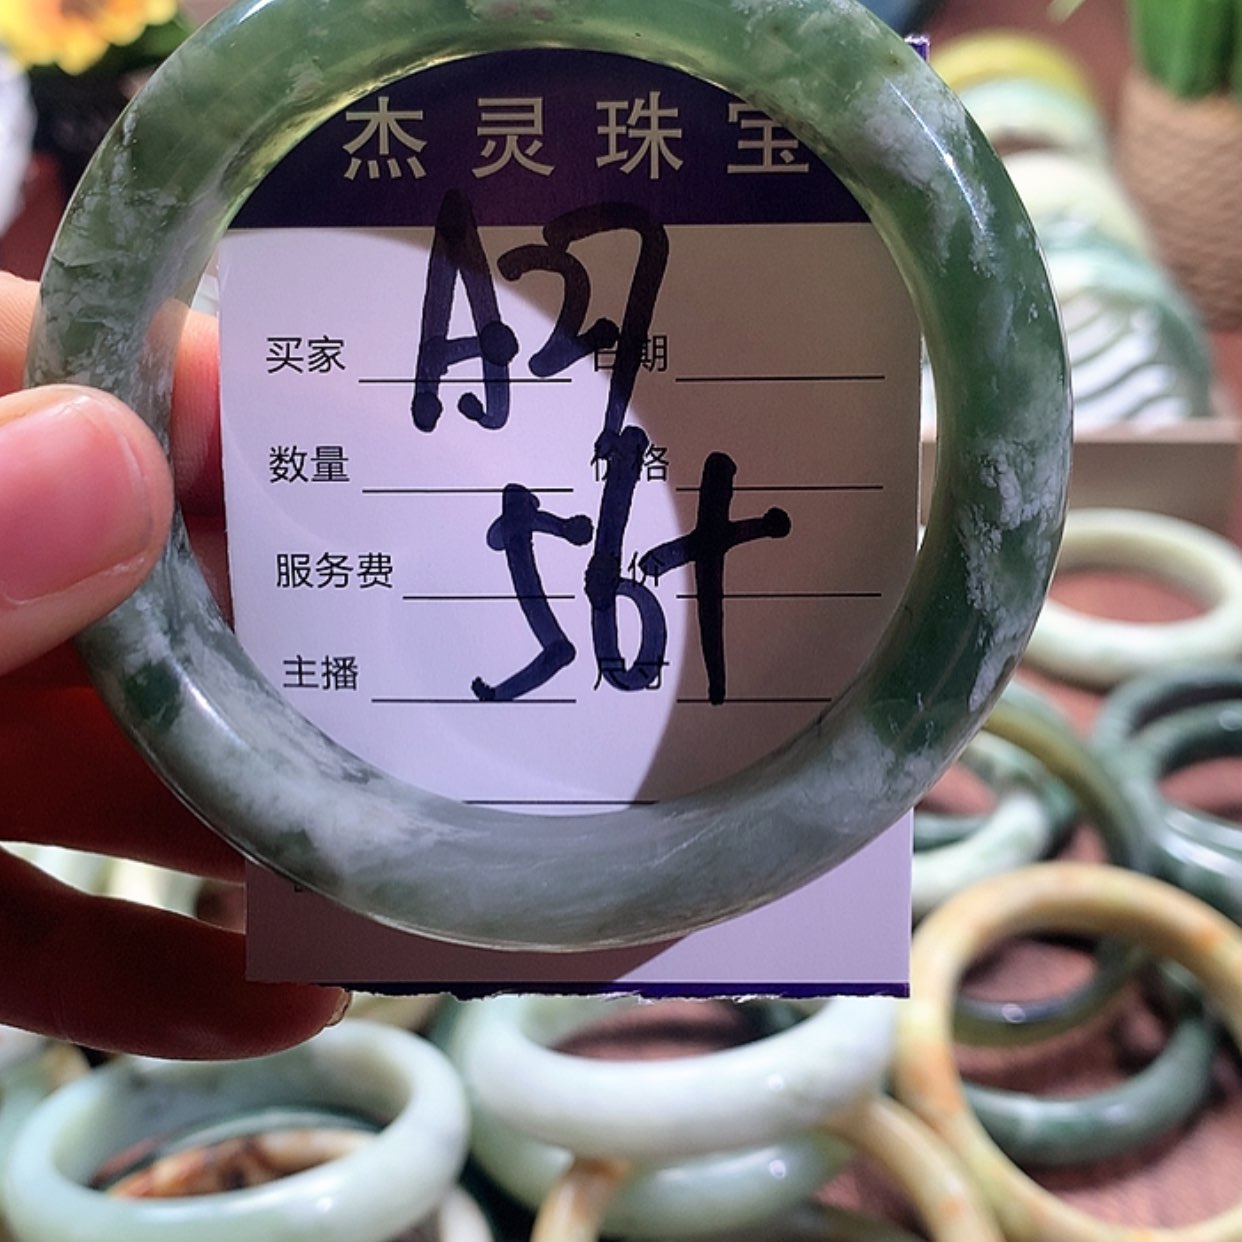 杰灵珠宝
A27
买家 日期
数量 价格
56+
服务费
主播 尺寸